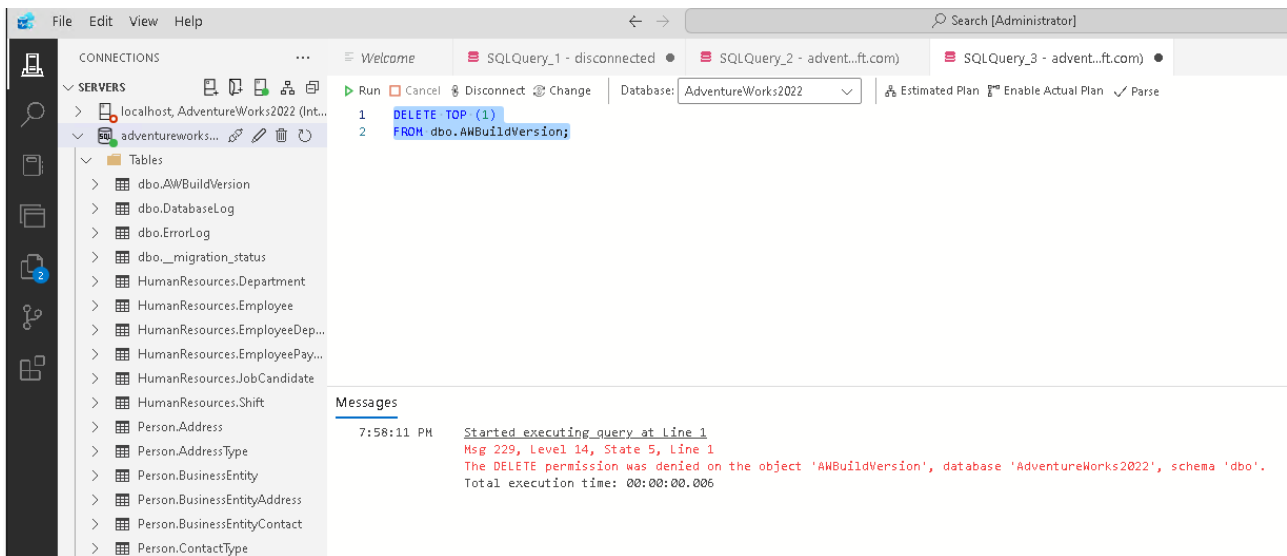 File Edit View Help
Search [Administrator]
CONNECTIONS ...
SERVERS
localhost, AdventureWorks2022 (Int...
adventureworks...
Tables
dbo.AWBuildVersion
dbo.DatabaseLog
dbo.ErrorLog
dbo.__migration_status
HumanResources.Department
HumanResources.Employee
HumanResources.EmployeeDep...
HumanResources.EmployeePay...
HumanResources.JobCandidate
HumanResources.Shift
Person.Address
Person.AddressType
Person.BusinessEntity
Person.BusinessEntityAddress
Person.BusinessEntityContact
Person.ContactType
2
Welcome SQLQuery_1 - disconnected SQLQuery_2 - advent...ft.com) SQLQuery_3 - advent...ft.com)
Run Cancel Disconnect Change Database: AdventureWorks2022 Estimated Plan Enable Actual Plan Parse
1 DELETE TOP (1)
2 FROM dbo.AWBuildVersion;
Messages
7:58:11 PM Started executing query at Line 1
Msg 229, Level 14, State 5, Line 1
The DELETE permission was denied on the object 'AWBuildVersion', database 'AdventureWorks2022', schema 'dbo'.
Total execution time: 00:00:00.006